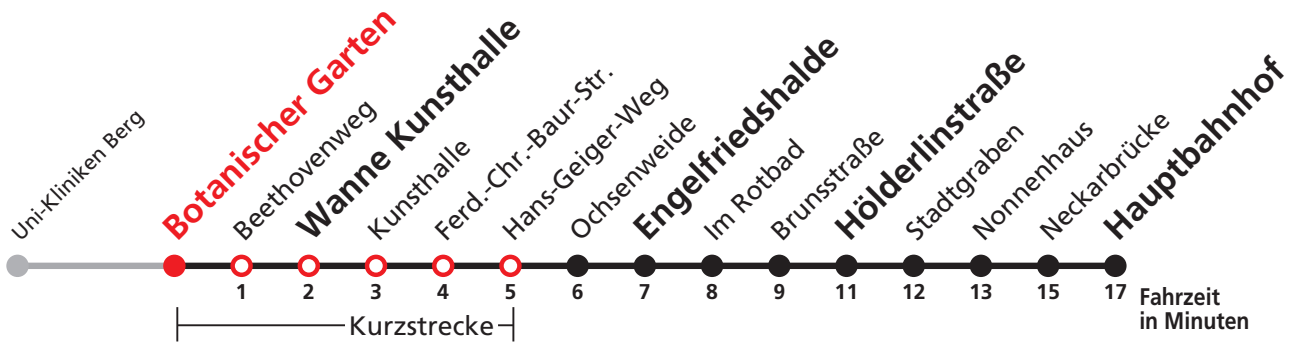 Uni-Kliniken Berg
Botanischer Garten
Beethovenweg
Wanne Kunsthalle
Kunsthalle
Ferd.-Chr.-Baur-Str.
Hans-Geiger-Weg
Ochsenweide
Engelfriedshalde
Im Rotbad
Brunsstraße
Hölderlinstraße
Stadtgraben
Nonnenhaus
Neckarbrücke
Hauptbahnhof
1 2 3 4 5 6 7 8 9 11 12 13 15 17 Fahrzeit
in Minuten
Kurzstrecke